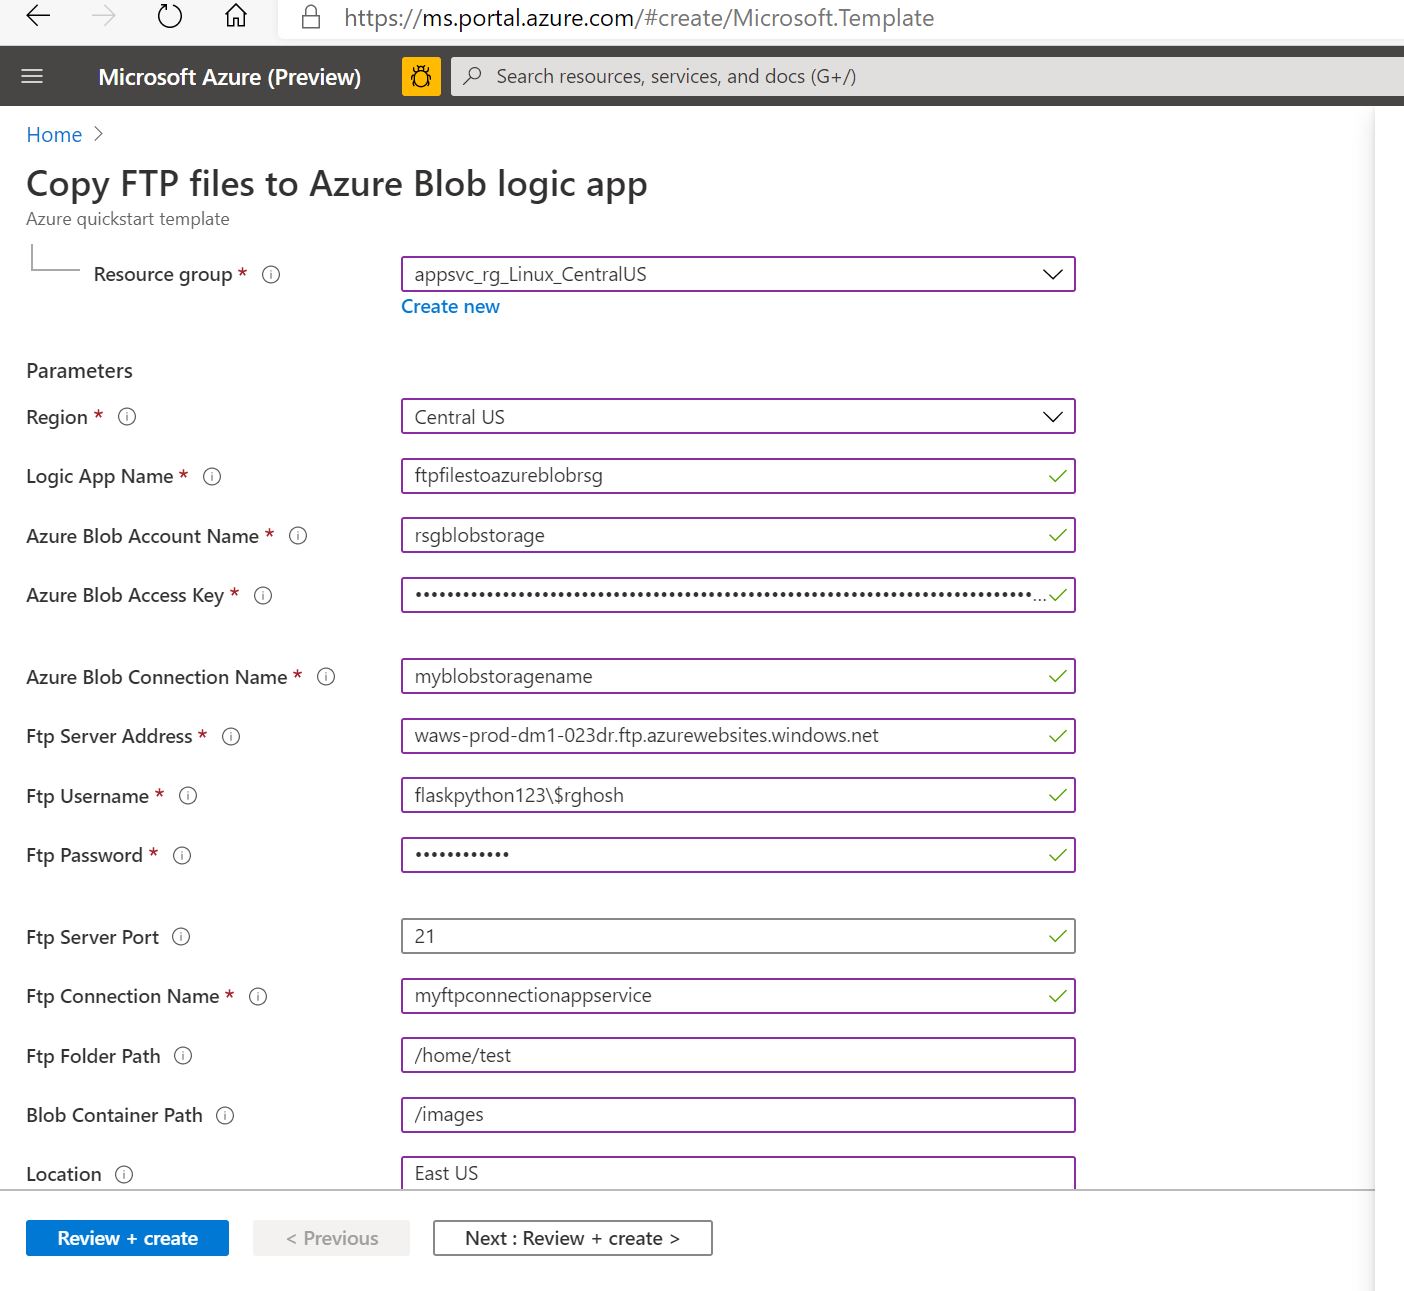 https://ms.portal.azure.com/#create/Microsoft.Template
Microsoft Azure (Preview)
Search resources, services, and docs (G+/)
Home >
Copy FTP files to Azure Blob logic app
Azure quickstart template
Resource group * appsvc_rg_Linux_CentralUS
Create new
Parameters
Region * Central US
Logic App Name * ftpfilestoazureblobrsg
Azure Blob Account Name * rsgblobstorage
Azure Blob Access Key *
Azure Blob Connection Name * myblobstoragename
Ftp Server Address * waws-prod-dm1-023dr.ftp.azurewebsites.windows.net
Ftp Username * flaskpython123\$rghosh
Ftp Password * ••••••••••••
Ftp Server Port 21
Ftp Connection Name * myftpconnectionappservice
Ftp Folder Path /home/test
Blob Container Path /images
Location East US
Review + create
< Previous
Next : Review + create >